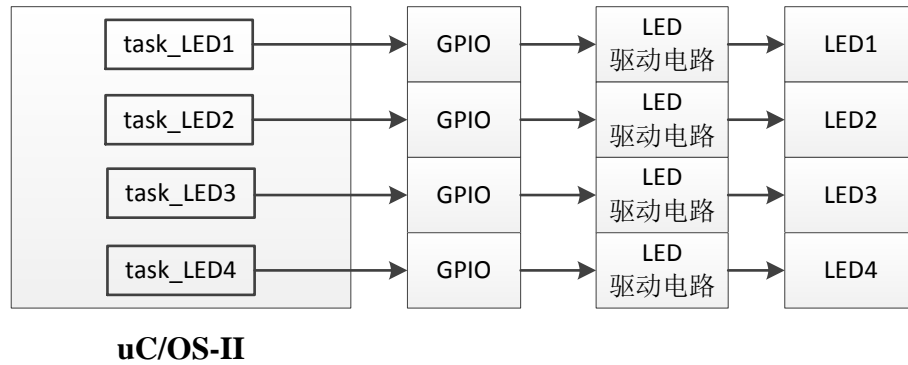 task_LED1
GPIO
LED
驱动电路
LED1
task_LED2
GPIO
LED
驱动电路
LED2
task_LED3
GPIO
LED
驱动电路
LED3
task_LED4
GPIO
LED
驱动电路
LED4
uC/OS-II